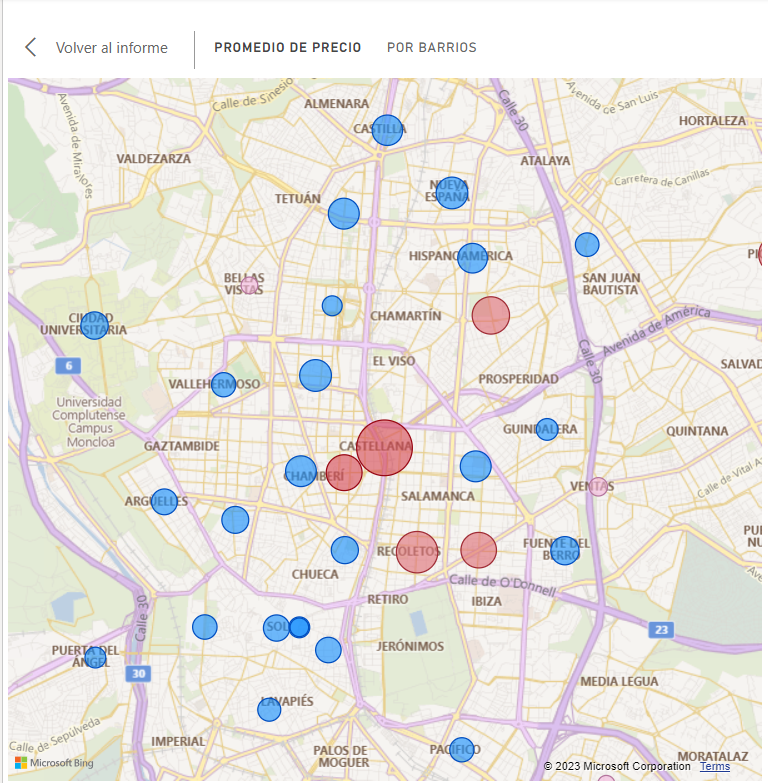 Volver al informe
PROMEDIO DE PRECIO
POR BARRIOS
Calle de Sinesio
ALMENARA
Avenida de San Luis
Calle 30
HORTALEZA
CASTILLA
Avenida de Miraflores
VALDEZARZA
ATALAYA
Carretera de Canillas
NUEVA
ESPAÑA
TETUÁN
HISPANOAMÉRICA
PI
BELLAS
VISTAS
SAN JUAN
BAUTISTA
CIUDAD
UNIVERSITARIA
CHAMARTÍN
Avenida de América
EL VISO
Calle 30
6
SALVAD
VALLEHERMOSO
PROSPERIDAD
Universidad
Complutense
Campus
Moncloa
GUINDALERA
QUINTANA
GAZTAMBIDE
CASTELLANA
CHAMBERÍ
Calle de Vital A
VENTAS
SALAMANCA
ARGÜELLES
PU
NU
FUENTE DEL
BERRO
RECOLETOS
CHUECA
Calle de O'Donnell
Calle 30
RETIRO
IBIZA
SOL
23
PUERTA DEL
ÁNGEL
JERÓNIMOS
30
MEDIA LEGUA
LAVAPIÉS
Calle de Sepúlveda
IMPERIAL
PALOS DE
MOGUER
PACÍFICO
MORATALAZ
Microsoft Bing
© 2023 Microsoft Corporation Terms